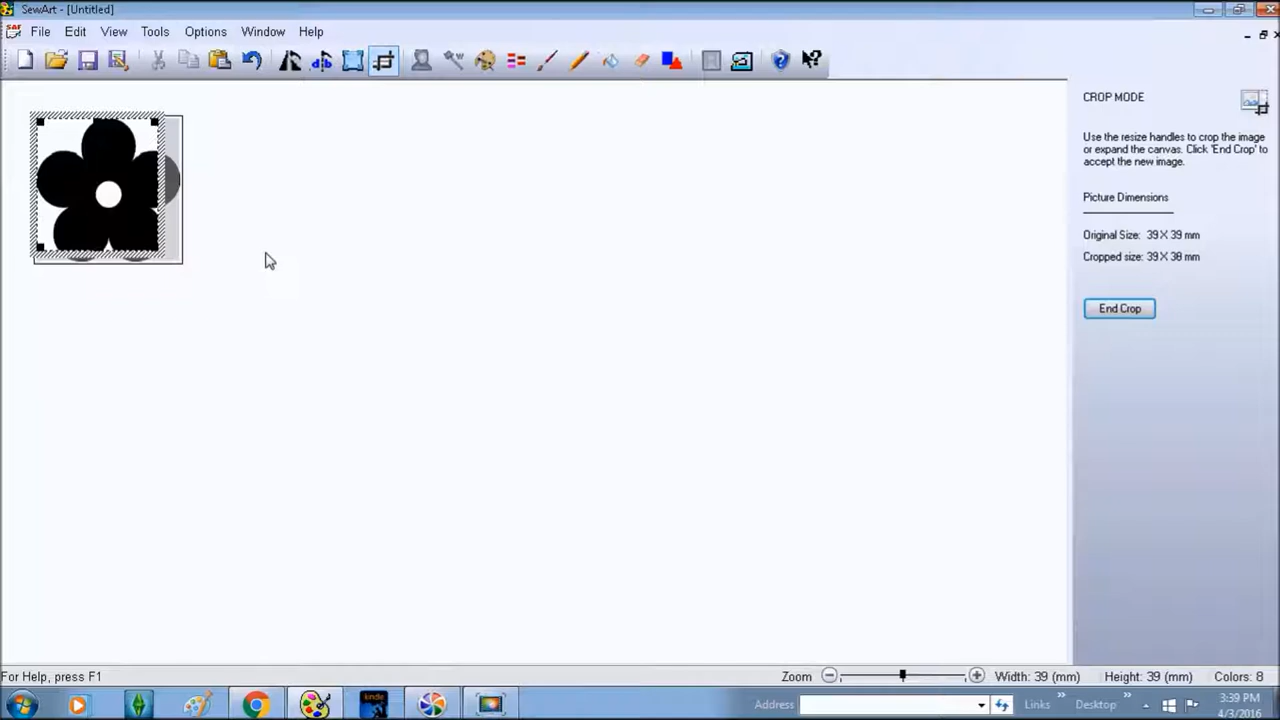 SewArt - [Untitled]
File Edit View Tools Options Window Help
CROP MODE
Use the resize handles to crop the image
or expand the canvas. Click 'End Crop' to
accept the new image.
Picture Dimensions
Original Size: 39 X 39 mm
Cropped size: 39 X 38 mm
End Crop
For Help, press F1
Zoom
Width: 39 (mm)
Height: 39 (mm)
Colors: 8
kindle
Address
Links
Desktop
3:39 PM
4/3/2016